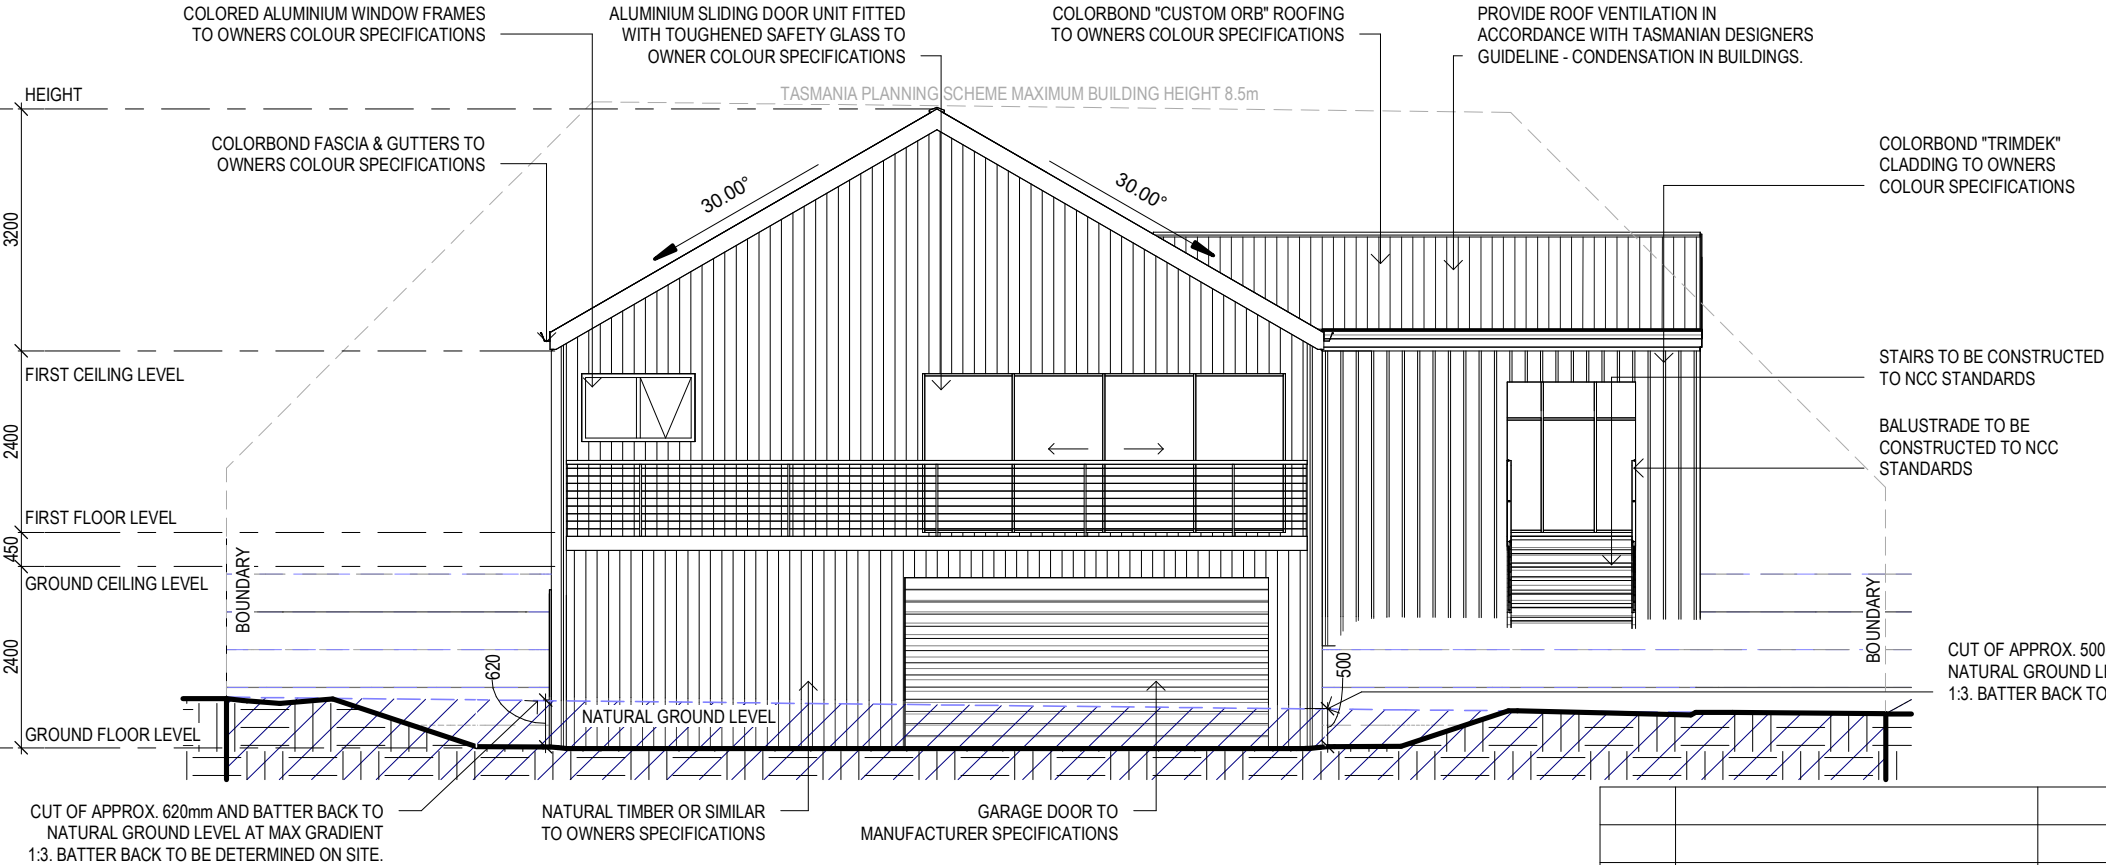 COLORED ALUMINIUM WINDOW FRAMES
TO OWNERS COLOUR SPECIFICATIONS
ALUMINIUM SLIDING DOOR UNIT FITTED
WITH TOUGHENED SAFETY GLASS TO
OWNER COLOUR SPECIFICATIONS
COLORBOND "CUSTOM ORB" ROOFING
TO OWNERS COLOUR SPECIFICATIONS
PROVIDE ROOF VENTILATION IN
ACCORDANCE WITH TASMANIAN DESIGNERS
GUIDELINE - CONDENSATION IN BUILDINGS.
HEIGHT
TASMANIA PLANNING SCHEME MAXIMUM BUILDING HEIGHT 8.5m
COLORBOND FASCIA & GUTTERS TO
OWNERS COLOUR SPECIFICATIONS
COLORBOND "TRIMDEK"
CLADDING TO OWNERS
COLOUR SPECIFICATIONS
30.00°
30.00°
3200
FIRST CEILING LEVEL
STAIRS TO BE CONSTRUCTED
TO NCC STANDARDS
2400
BALUSTRADE TO BE
CONSTRUCTED TO NCC
STANDARDS
FIRST FLOOR LEVEL
450
GROUND CEILING LEVEL
BOUNDARY
BOUNDARY
2400
620
500
CUT OF APPROX. 500
NATURAL GROUND LE
1:3. BATTER BACK TO
NATURAL GROUND LEVEL
GROUND FLOOR LEVEL
CUT OF APPROX. 620mm AND BATTER BACK TO
NATURAL GROUND LEVEL AT MAX GRADIENT
1:3. BATTER BACK TO BE DETERMINED ON SITE.
NATURAL TIMBER OR SIMILAR
TO OWNERS SPECIFICATIONS
GARAGE DOOR TO
MANUFACTURER SPECIFICATIONS